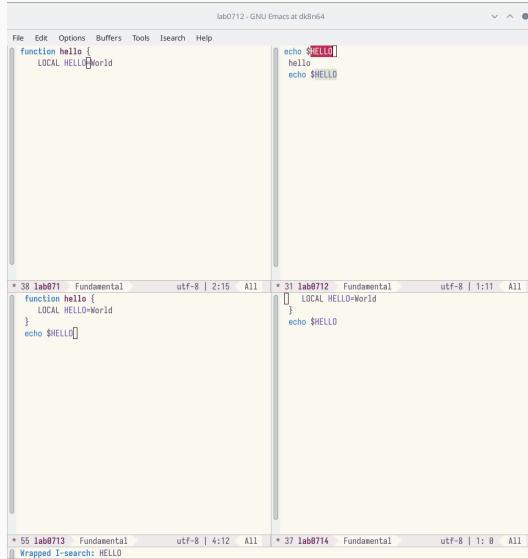 lab0712 - GNU Emacs at dk8n64
File Edit Options Buffers Tools Isearch Help
function hello {
LOCAL HELLO=World
echo $HELLO
hello
echo $HELLO
* 38 lab071 Fundamental utf-8 | 2:15 All
* 31 lab0712 Fundamental utf-8 | 1:11 All
function hello {
LOCAL HELLO=World
}
echo $HELLO
LOCAL HELLO=World
}
echo $HELLO
* 55 lab0713 Fundamental utf-8 | 4:12 All
* 37 lab0714 Fundamental utf-8 | 1: 0 All
Wrapped I-search: HELLO